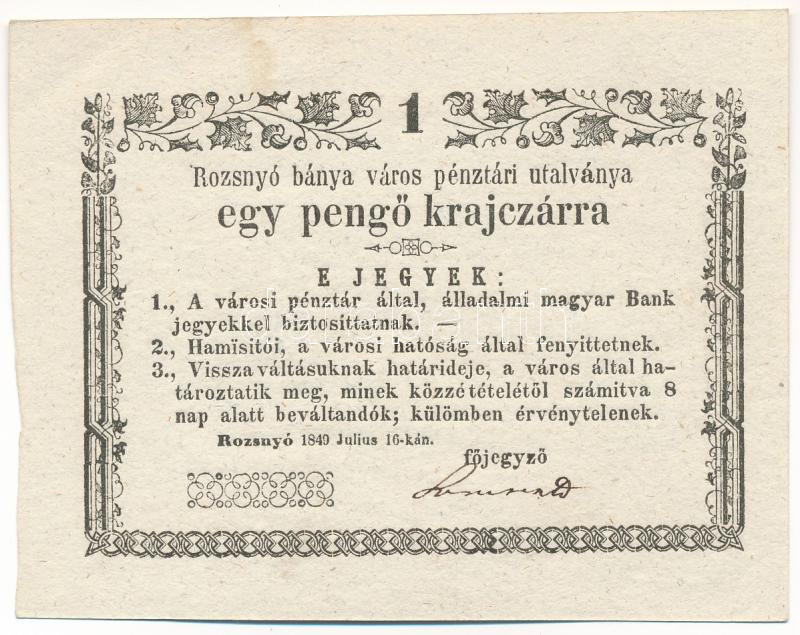 1
Rozsnyó bánya város pénztári utalványa
egy pengő krajczárra
E JEGYEK:
1., A városi pénztár által, álladalmi magyar Bank
jegyekkel biztosittatnak. —
2., Hamïsitói, a városi hatóság által fenyittetnek.
3., Vissza váltásuknak határideje, a város által ha-
tároztatik meg, minek közzé tételétől számitva 8
nap alatt beváltandók; külömben érvénytelenek.
Rozsnyó 1849 Julius 16-kán.
főjegyző